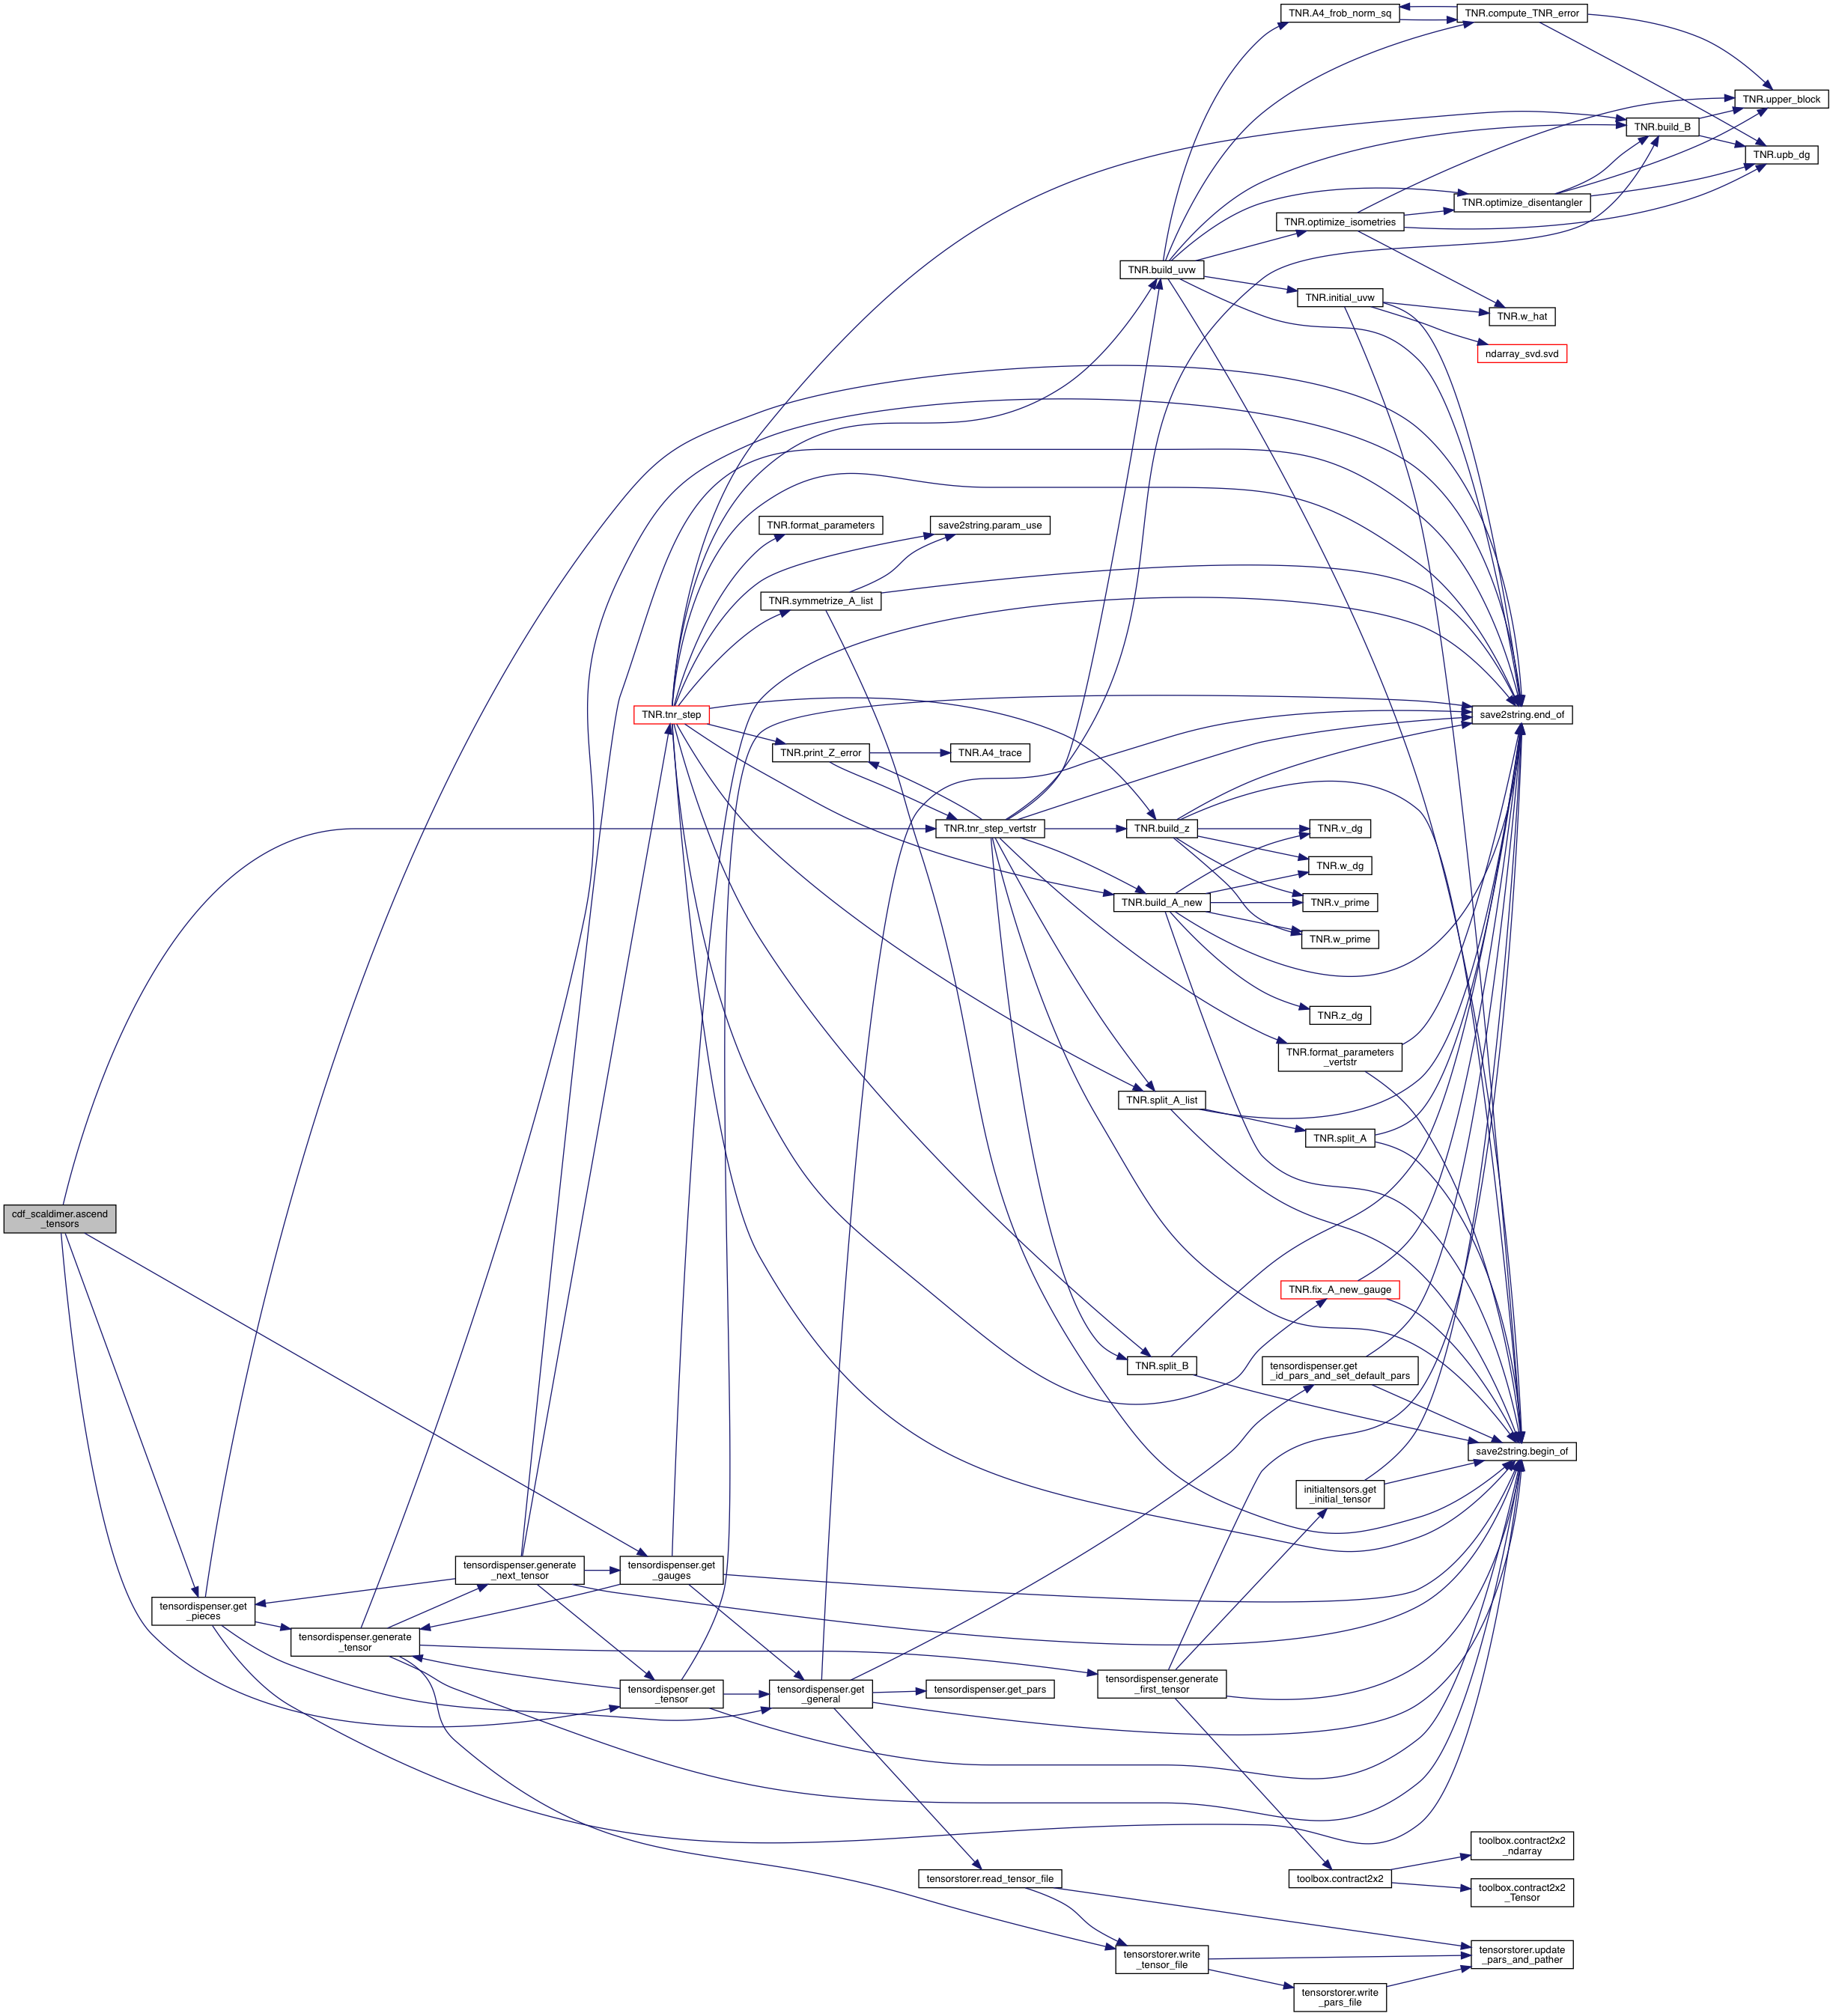 TNR.A4_frob_norm_sq
TNR.compute_TNR_error
TNR.upper_block
TNR.build_B
TNR.upb_dg
TNR.optimize_disentangler
TNR.optimize_isometries
TNR.build_uvw
TNR.initial_uvw
TNR.w_hat
ndarray_svd.svd
TNR.format_parameters
save2string.param_use
TNR.symmetrize_A_list
TNR.tnr_step
save2string.end_of
TNR.print_Z_error
TNR.A4_trace
TNR.tnr_step_vertstr
TNR.build_z
TNR.v_dg
TNR.w_dg
TNR.build_A_new
TNR.v_prime
TNR.w_prime
TNR.z_dg
TNR.format_parameters
_vertstr
TNR.split_A_list
TNR.split_A
cdf_scaldimer.ascend
_tensors
TNR.fix_A_new_gauge
TNR.split_B
tensordispenser.get
_id_pars_and_set_default_pars
save2string.begin_of
initialtensors.get
_initial_tensor
tensordispenser.generate
_next_tensor
tensordispenser.get
_gauges
tensordispenser.get
_pieces
tensordispenser.generate
_tensor
tensordispenser.get
_tensor
tensordispenser.get
_general
tensordispenser.get_pars
tensordispenser.generate
_first_tensor
toolbox.contract2x2
_ndarray
tensorstorer.read_tensor_file
toolbox.contract2x2
toolbox.contract2x2
_Tensor
tensorstorer.write
_tensor_file
tensorstorer.update
_pars_and_pather
tensorstorer.write
_pars_file